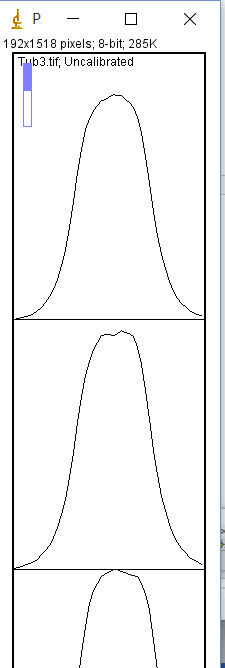 P
192x1518 pixels; 8-bit; 285K
Tub3.tif; Uncalibrated